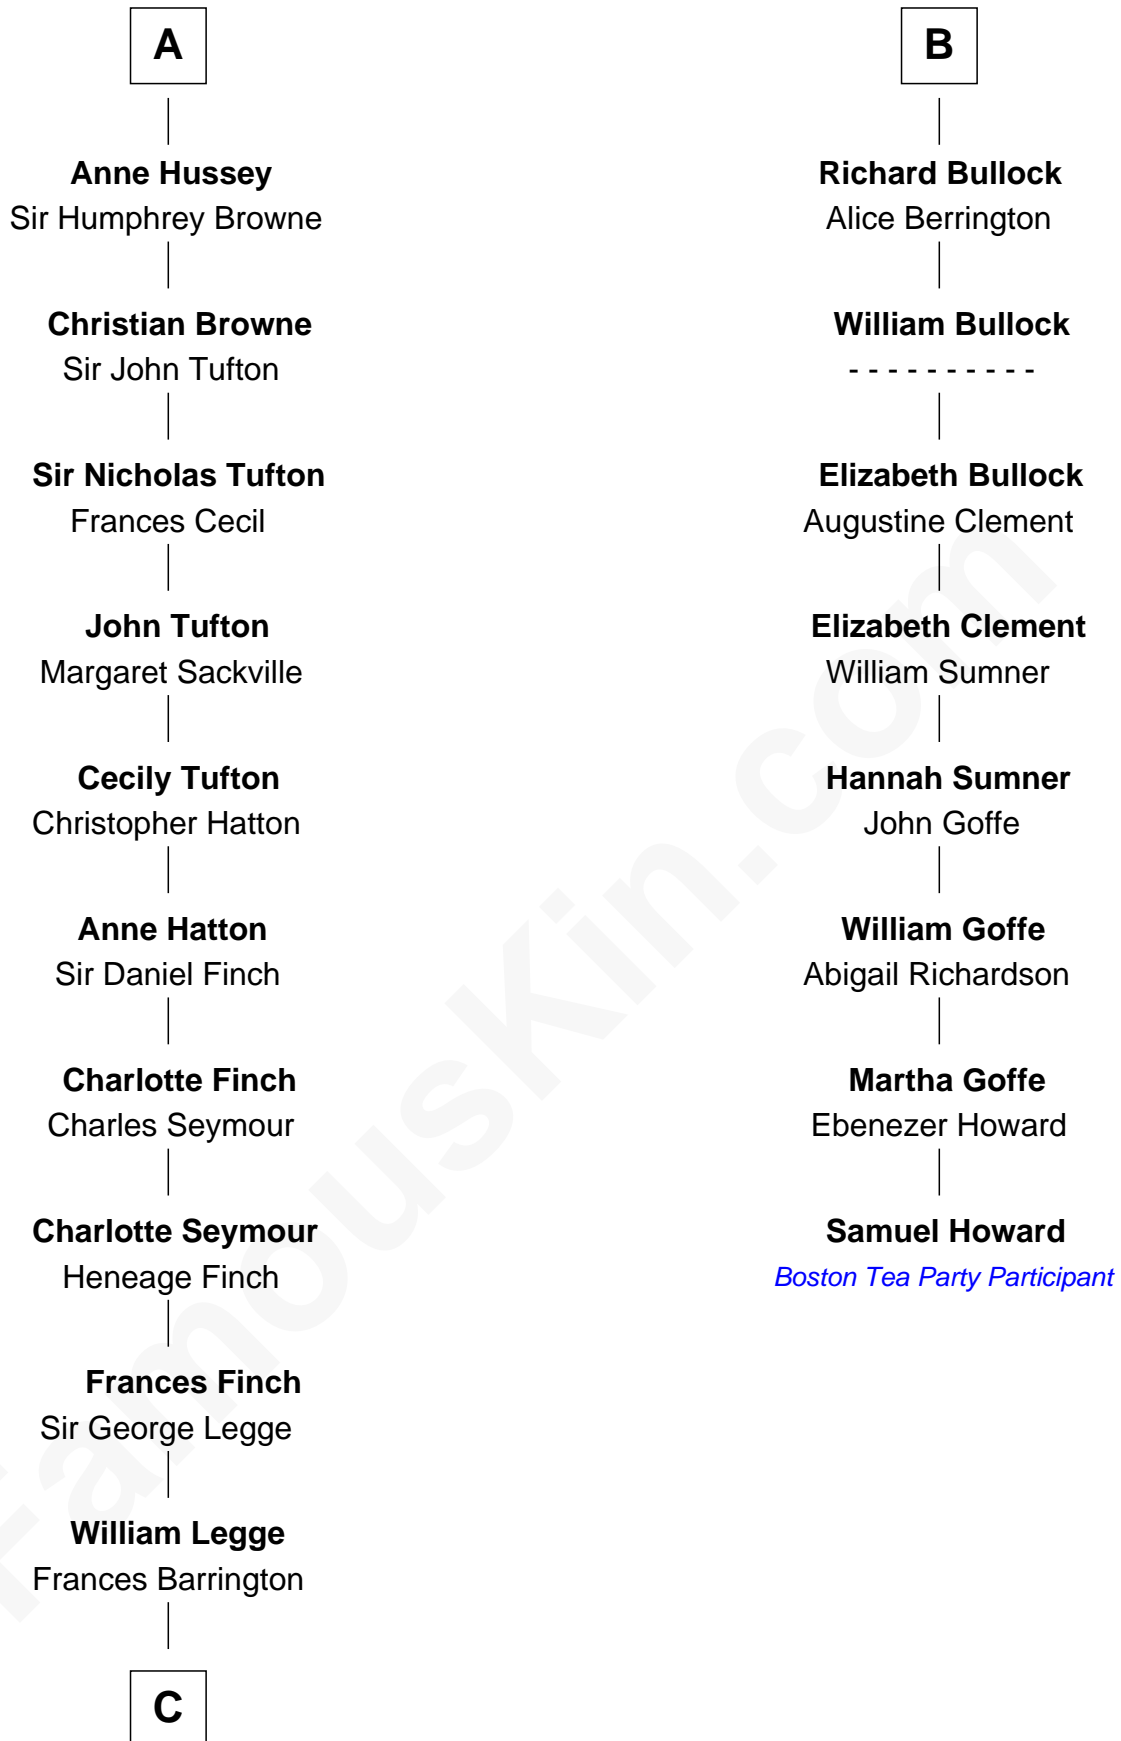 A
Anne Hussey
Sir Humphrey Browne
Christian Browne
Sir John Tufton
Sir Nicholas Tufton
Frances Cecil
John Tufton
Margaret Sackville
Cecily Tufton
Christopher Hatton
Anne Hatton
Sir Daniel Finch
Charlotte Finch
Charles Seymour
Charlotte Seymour
Heneage Finch
Frances Finch
Sir George Legge
William Legge
Frances Barrington
C
B
Richard Bullock
Alice Berrington
William Bullock
- - - - - - - - - -
Elizabeth Bullock
Augustine Clement
Elizabeth Clement
William Sumner
Hannah Sumner
John Goffe
William Goffe
Abigail Richardson
Martha Goffe
Ebenezer Howard
Samuel Howard
Boston Tea Party Participant
FamousKin.com